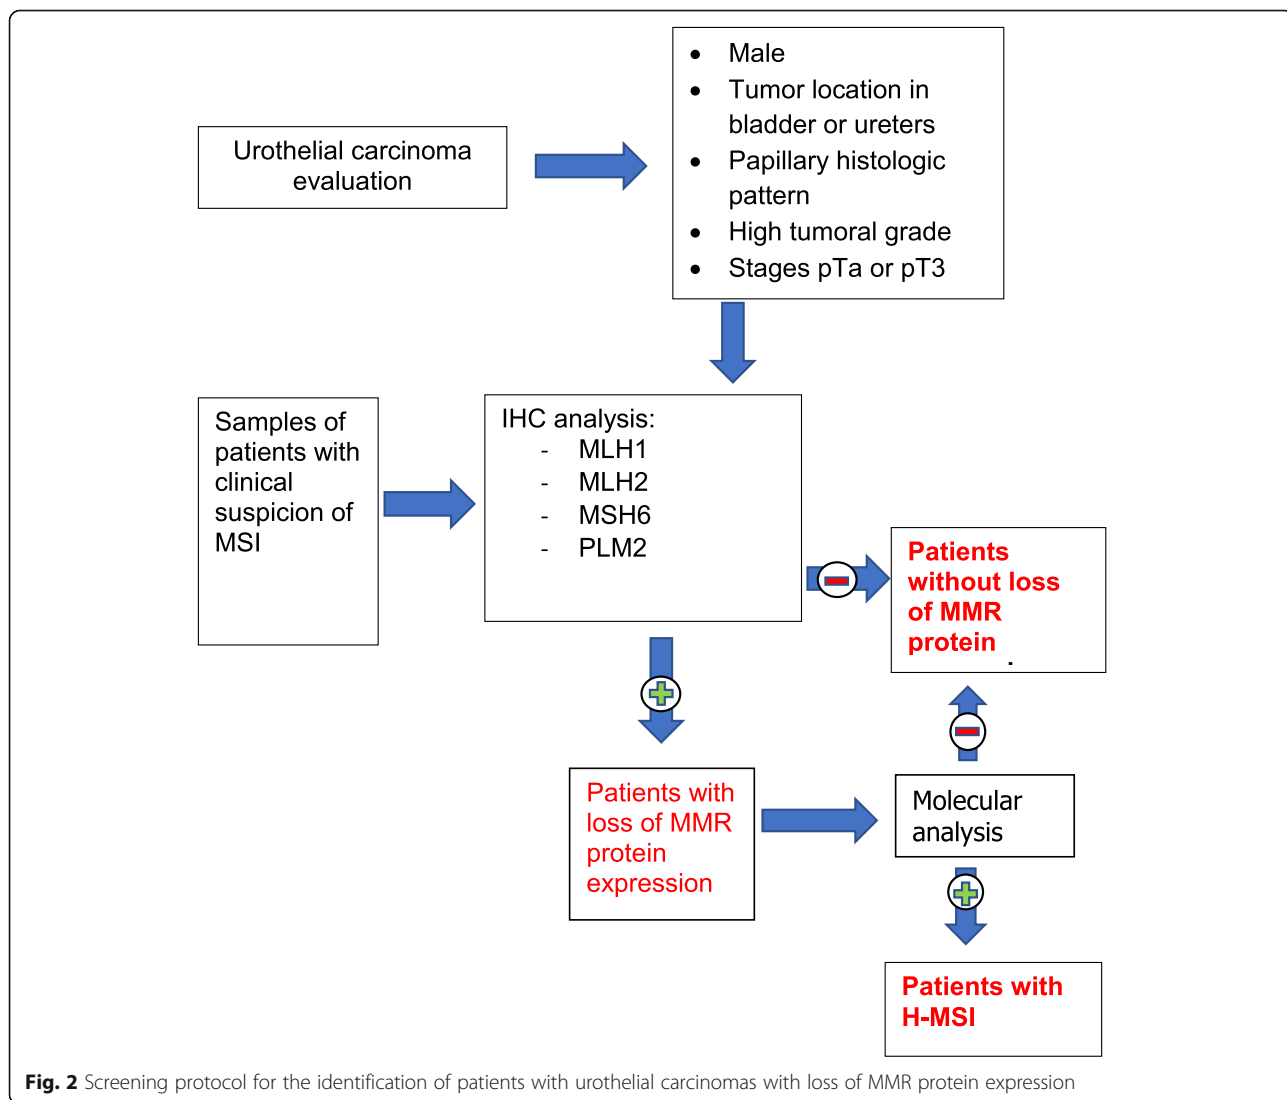 Urothelial carcinoma
evaluation
• Male
• Tumor location in
bladder or ureters
• Papillary histologic
pattern
• High tumoral grade
• Stages pTa or pT3
Samples of
patients with
clinical
suspicion of
MSI
IHC analysis:
- MLH1
- MLH2
- MSH6
- PLM2
Patients
without loss
of MMR
protein
.
Patients with
loss of MMR
protein
expression
Molecular
analysis
Patients with
H-MSI
Fig. 2 Screening protocol for the identification of patients with urothelial carcinomas with loss of MMR protein expression